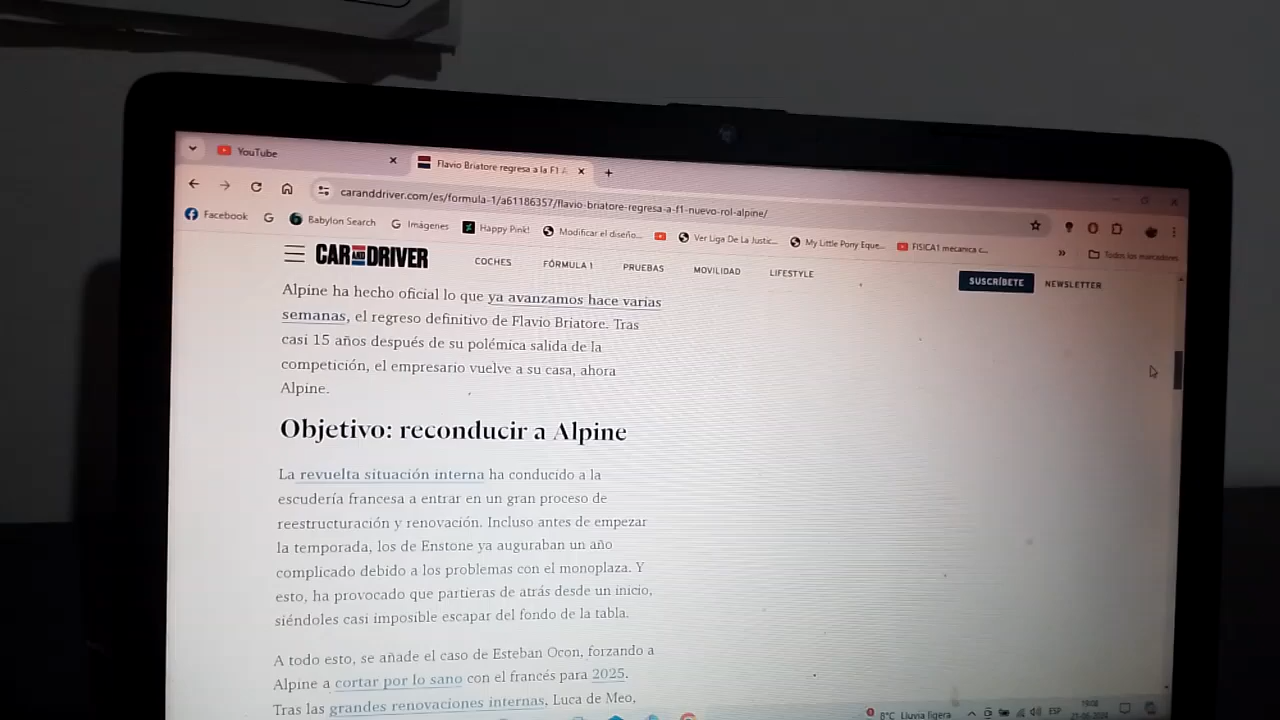 YouTube
Flavio Briatore regresa a la F1
caranddriver.com/es/formula-1/a61186357/flavio-briatore-regresa-a-f1-nuevo-rol-alpine/
Facebook
Babylon Search
Imágenes
Happy Pink!
Modificar el diseño...
Ver Liga De La Justic...
My Little Pony Eque...
FISICA1 mecanica c...
Todos los marcadores
CAR AND DRIVER
COCHES
FÓRMULA 1
PRUEBAS
MOVILIDAD
LIFESTYLE
SUSCRÍBETE
NEWSLETTER
Alpine ha hecho oficial lo que ya avanzamos hace varias
semanas, el regreso definitivo de Flavio Briatore. Tras
casi 15 años después de su polémica salida de la
competición, el empresario vuelve a su casa, ahora
Alpine.
Objetivo: reconducir a Alpine
La revuelta situación interna ha conducido a la
escudería francesa a entrar en un gran proceso de
reestructuración y renovación. Incluso antes de empezar
la temporada, los de Enstone ya auguraban un año
complicado debido a los problemas con el monoplaza. Y
esto, ha provocado que partieras de atrás desde un inicio,
siéndoles casi imposible escapar del fondo de la tabla.
A todo esto, se añade el caso de Esteban Ocon, forzando a
Alpine a cortar por lo sano con el francés para 2025.
Tras las grandes renovaciones internas, Luca de Meo,
8°C Lluvia ligera
ESP